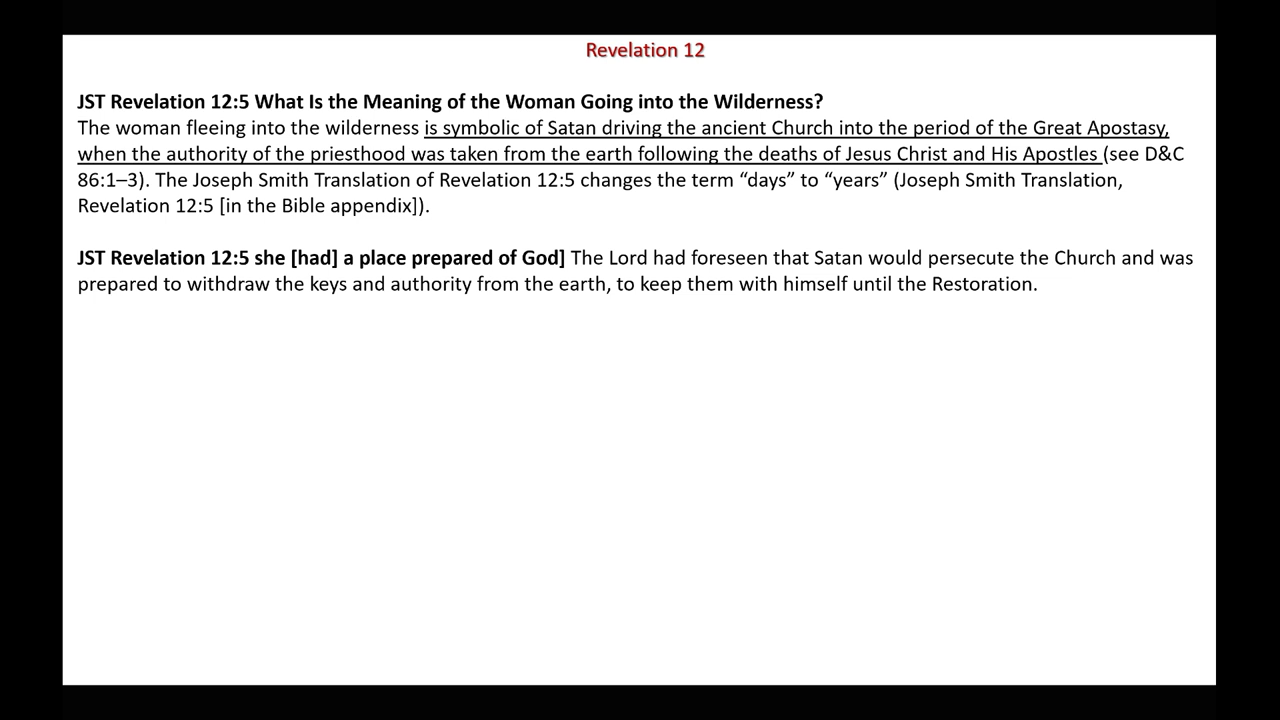 Revelation 12
JST Revelation 12:5 What Is the Meaning of the Woman Going into the Wilderness?
The woman fleeing into the wilderness is symbolic of Satan driving the ancient Church into the period of the Great Apostasy,
when the authority of the priesthood was taken from the earth following the deaths of Jesus Christ and His Apostles (see D&C
86:1–3). The Joseph Smith Translation of Revelation 12:5 changes the term “days” to “years” (Joseph Smith Translation,
Revelation 12:5 [in the Bible appendix]).
JST Revelation 12:5 she [had] a place prepared of God] The Lord had foreseen that Satan would persecute the Church and was
prepared to withdraw the keys and authority from the earth, to keep them with himself until the Restoration.